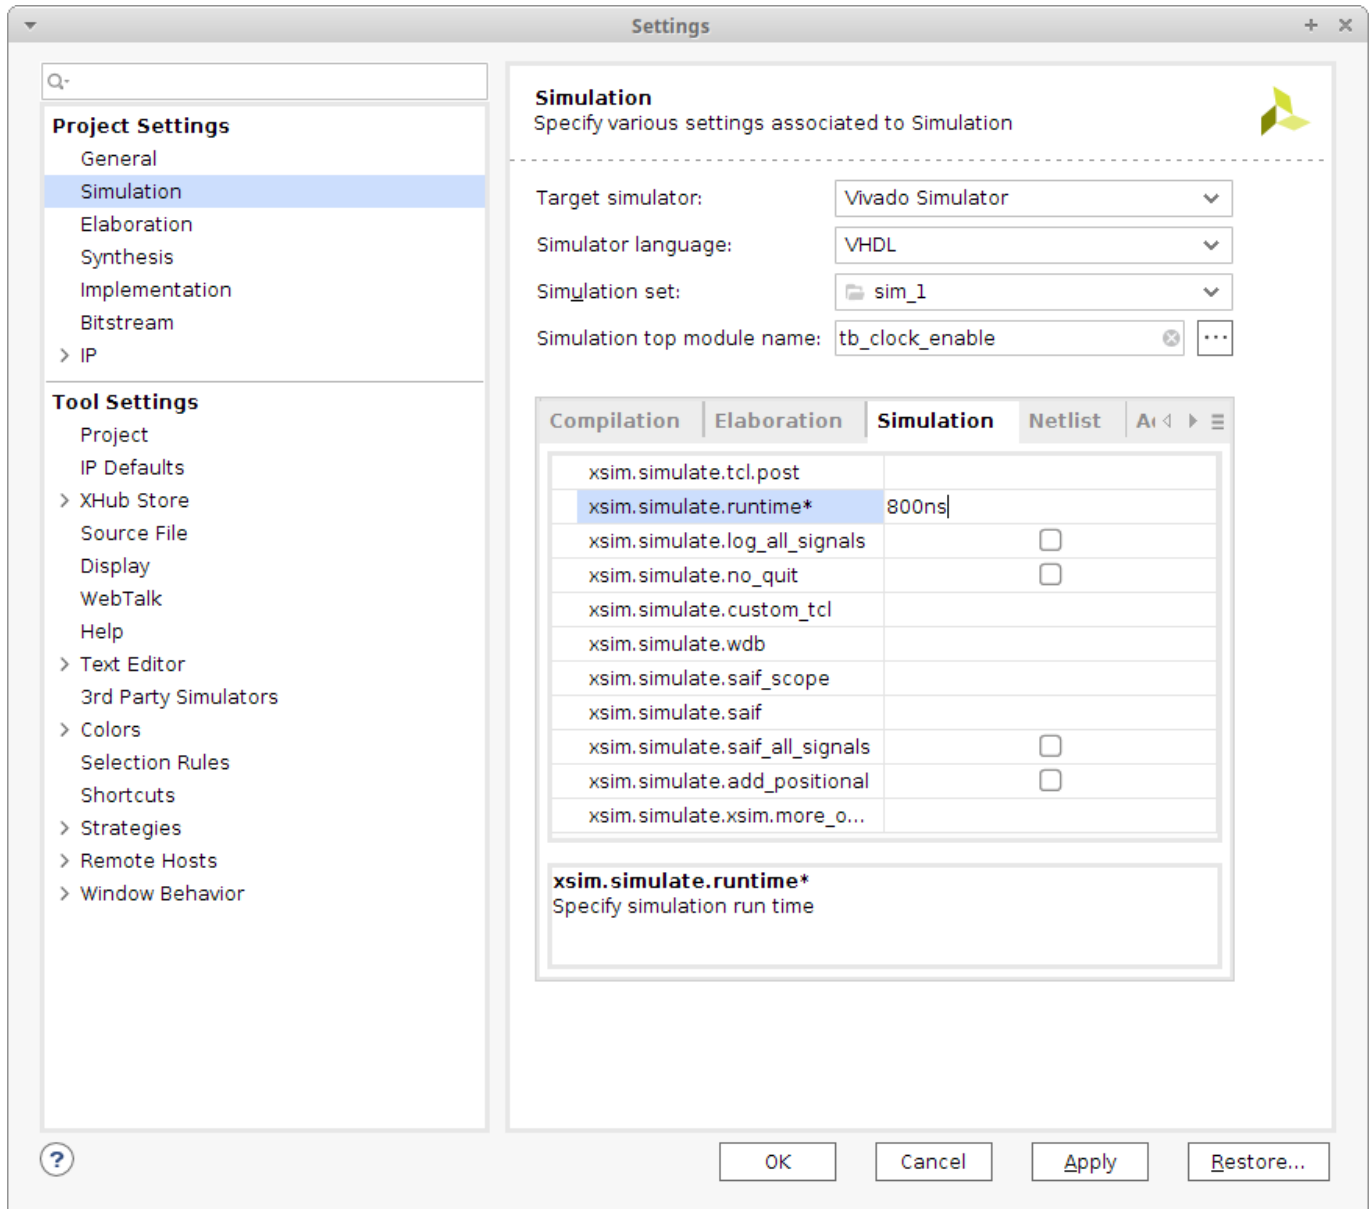 Settings
Project Settings
General
Simulation
Elaboration
Synthesis
Implementation
Bitstream
IP
Tool Settings
Project
IP Defaults
XHub Store
Source File
Display
WebTalk
Help
Text Editor
3rd Party Simulators
Colors
Selection Rules
Shortcuts
Strategies
Remote Hosts
Window Behavior
Simulation
Specify various settings associated to Simulation
Target simulator: Vivado Simulator
Simulator language: VHDL
Simulation set: sim_1
Simulation top module name: tb_clock_enable ...
Compilation Elaboration Simulation Netlist
xsim.simulate.tcl.post
xsim.simulate.runtime* 800ns
xsim.simulate.log_all_signals
xsim.simulate.no_quit
xsim.simulate.custom_tcl
xsim.simulate.wdb
xsim.simulate.saif_scope
xsim.simulate.saif
xsim.simulate.saif_all_signals
xsim.simulate.add_positional
xsim.simulate.xsim.more_o...
xsim.simulate.runtime*
Specify simulation run time
? OK Cancel Apply Restore...